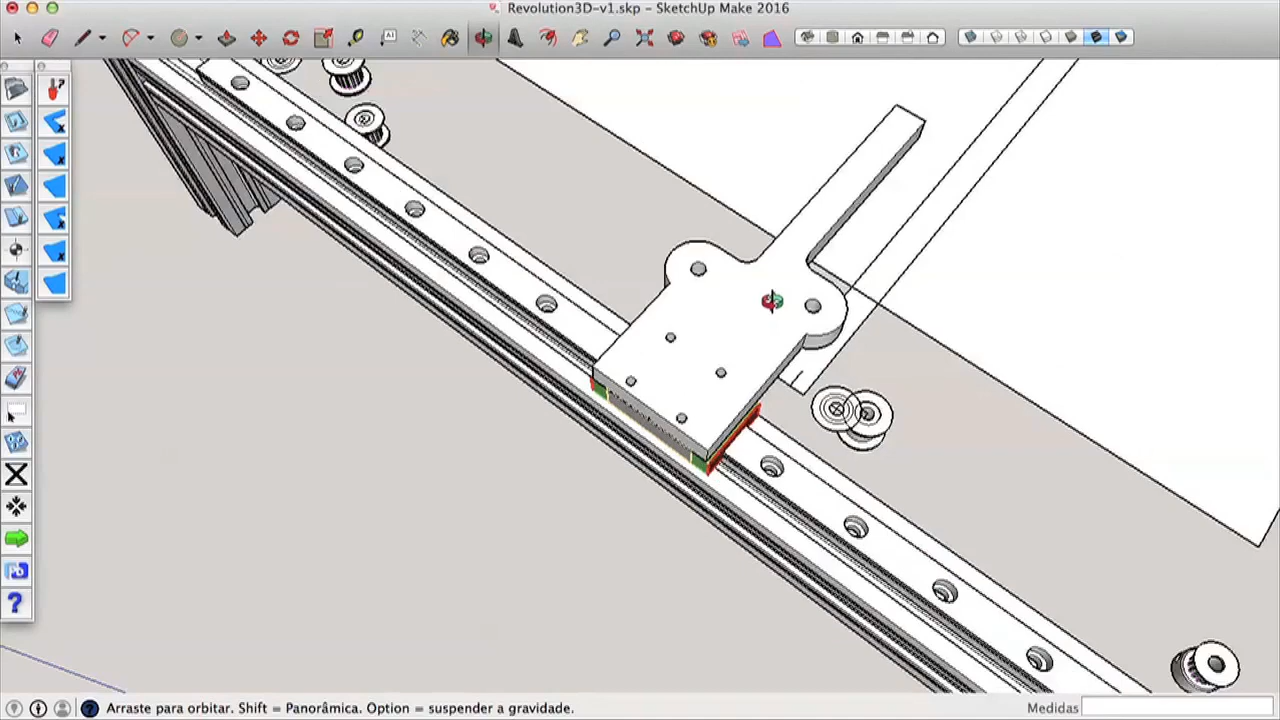 Revolution3D-v1.skp - SketchUp Make 2016
Arraste para orbitar. Shift = Panorâmica. Option = suspender a gravidade.
Medidas